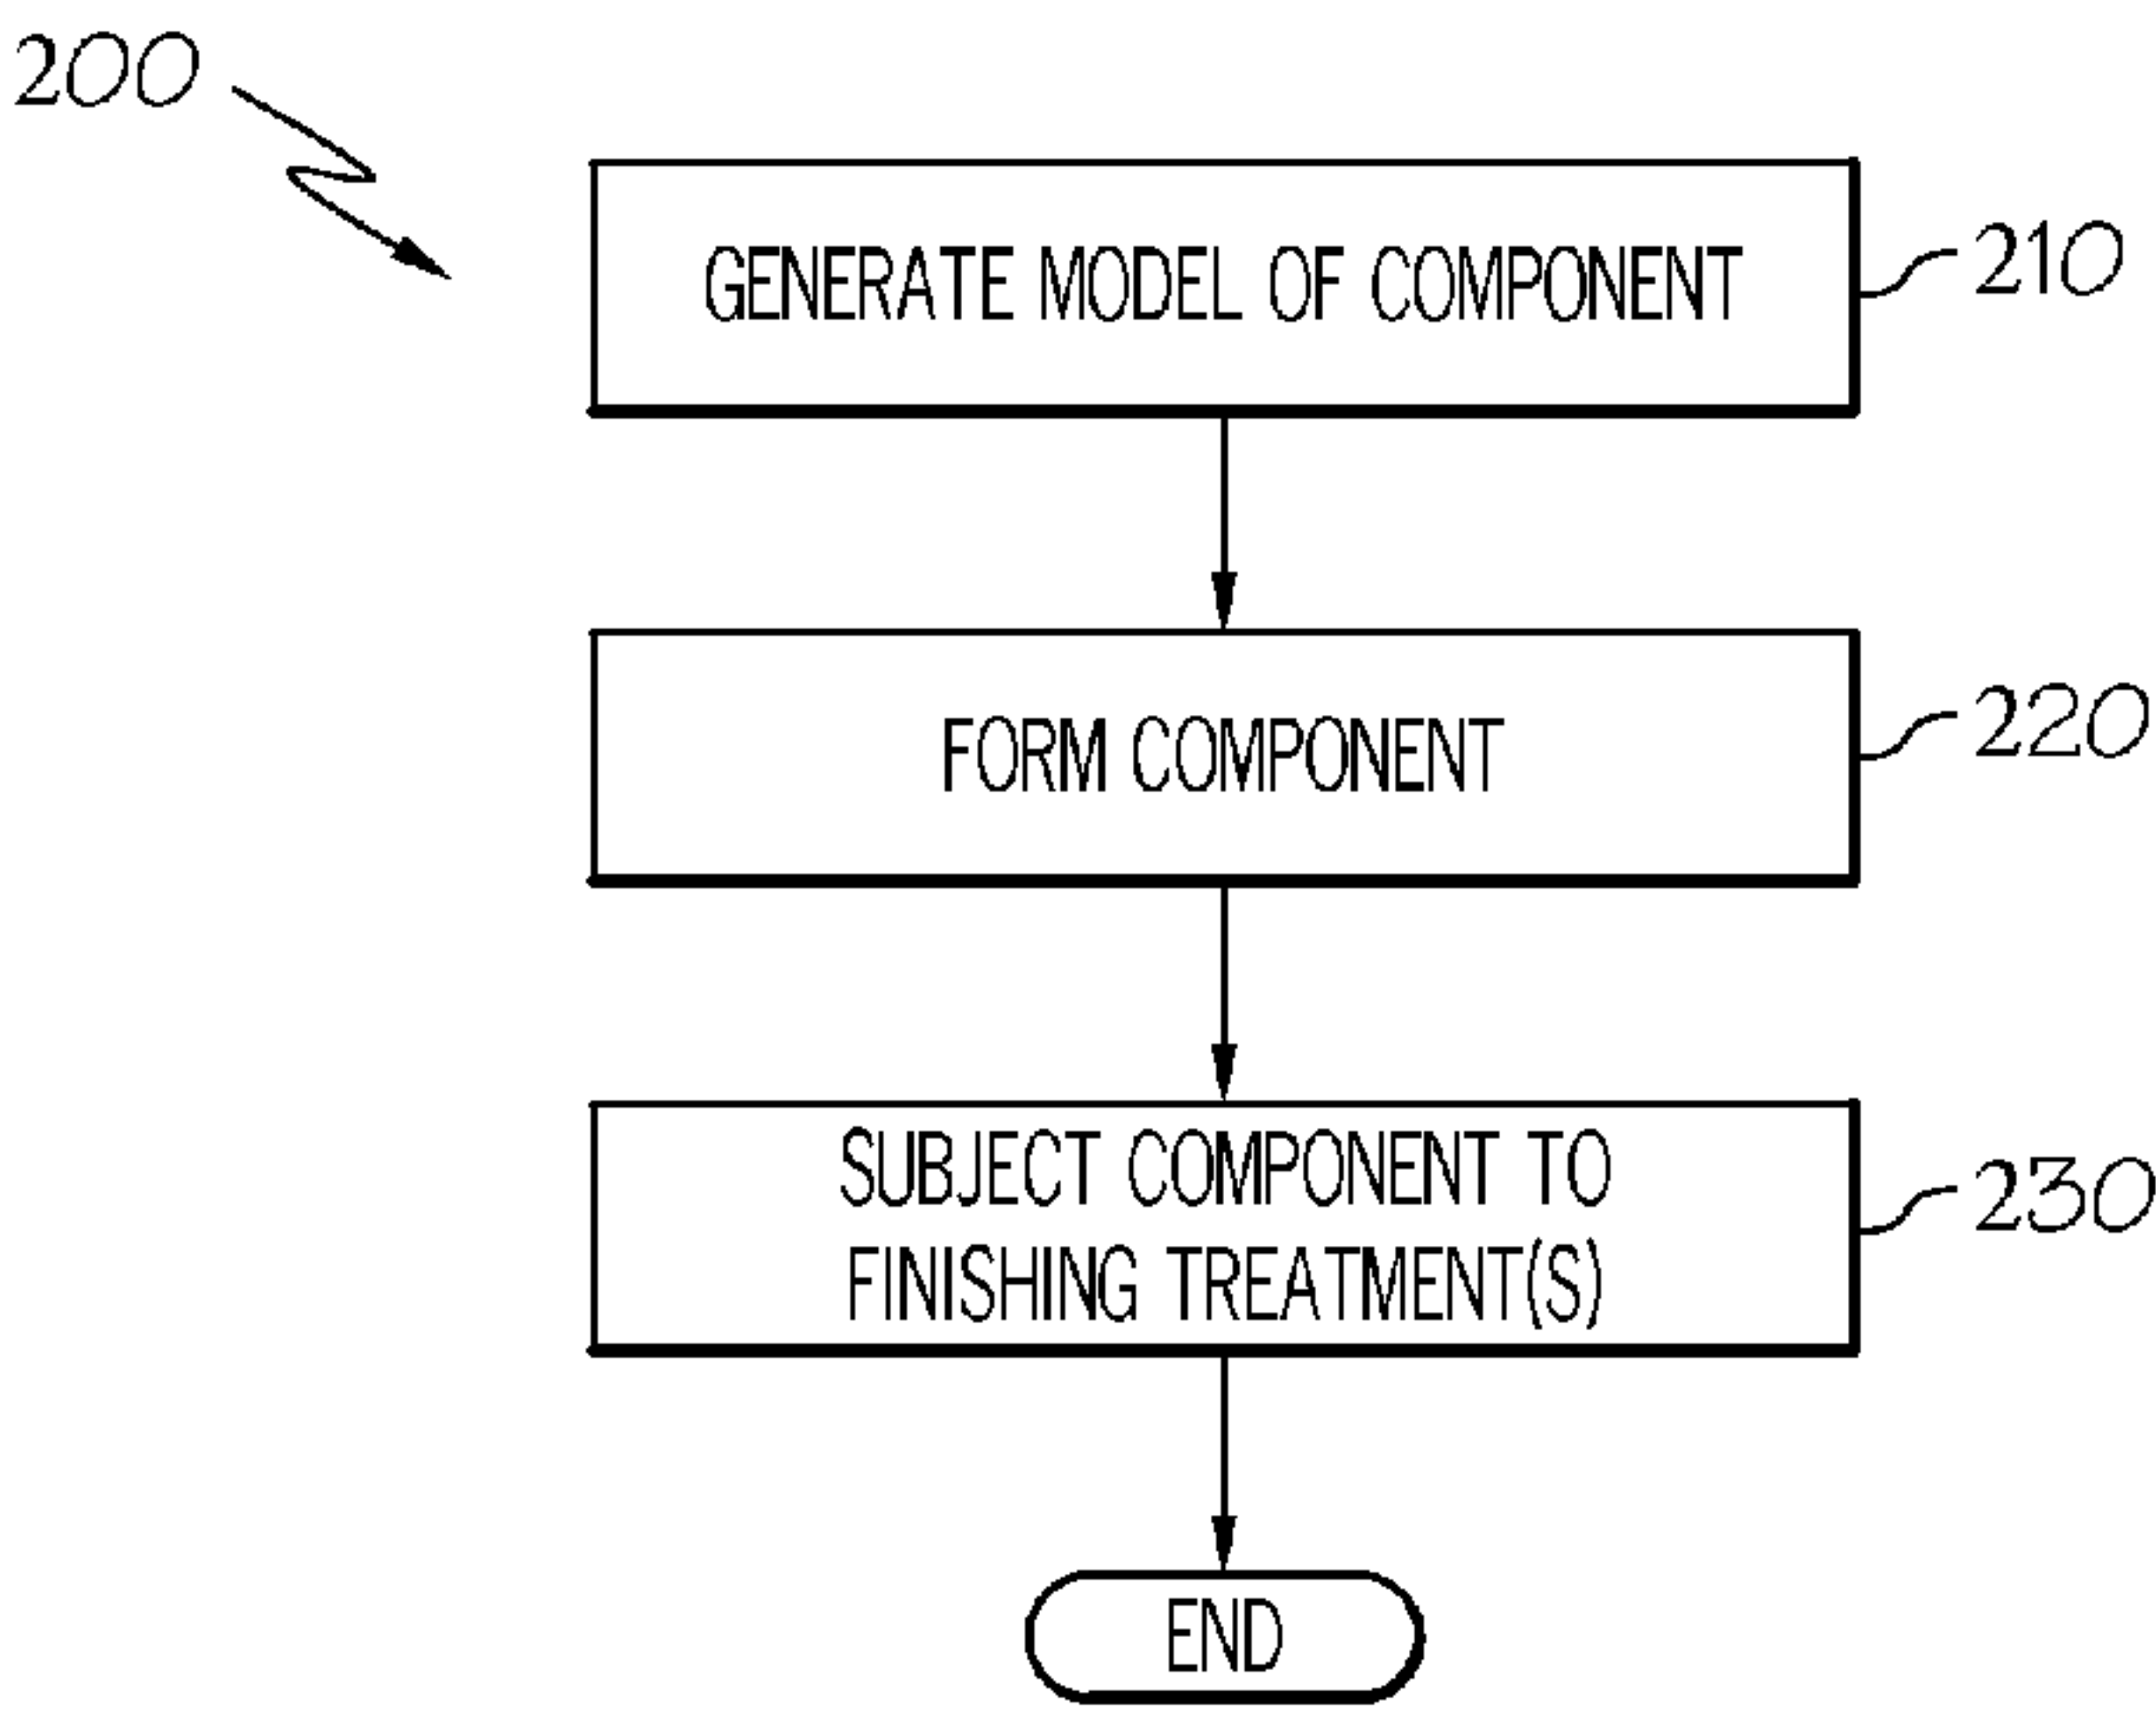 200
GENERATE MODEL OF COMPONENT
210
FORM COMPONENT
220
SUBJECT COMPONENT TO
FINISHING TREATMENT(S)
230
END